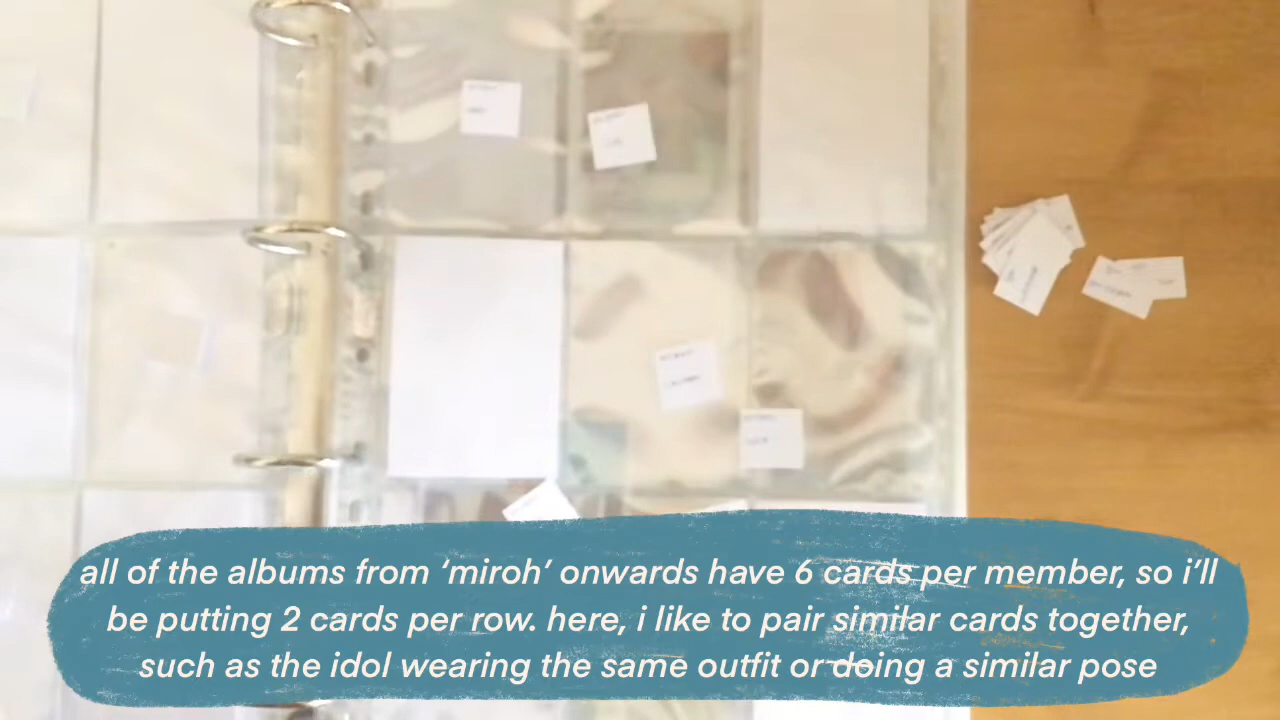 all of the albums from ‘miroh’ onwards have 6 cards per member, so i’ll
be putting 2 cards per row. here, i like to pair similar cards together,
such as the idol wearing the same outfit or doing a similar pose